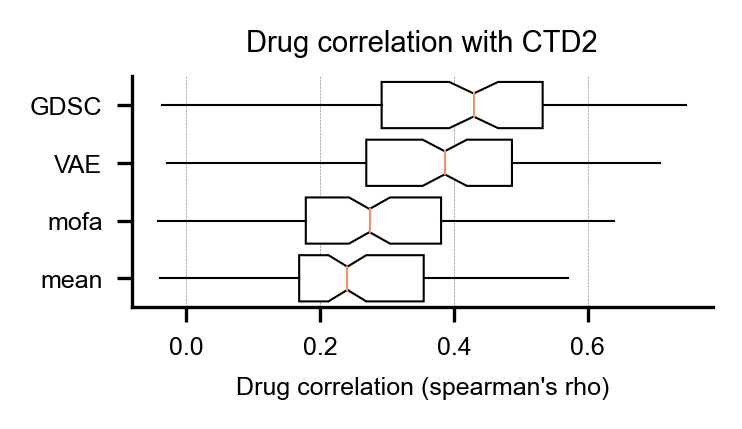 Drug correlation with CTD2
GDSC
VAE
mofa
mean
0.0 0.2 0.4 0.6
Drug correlation (spearman's rho)